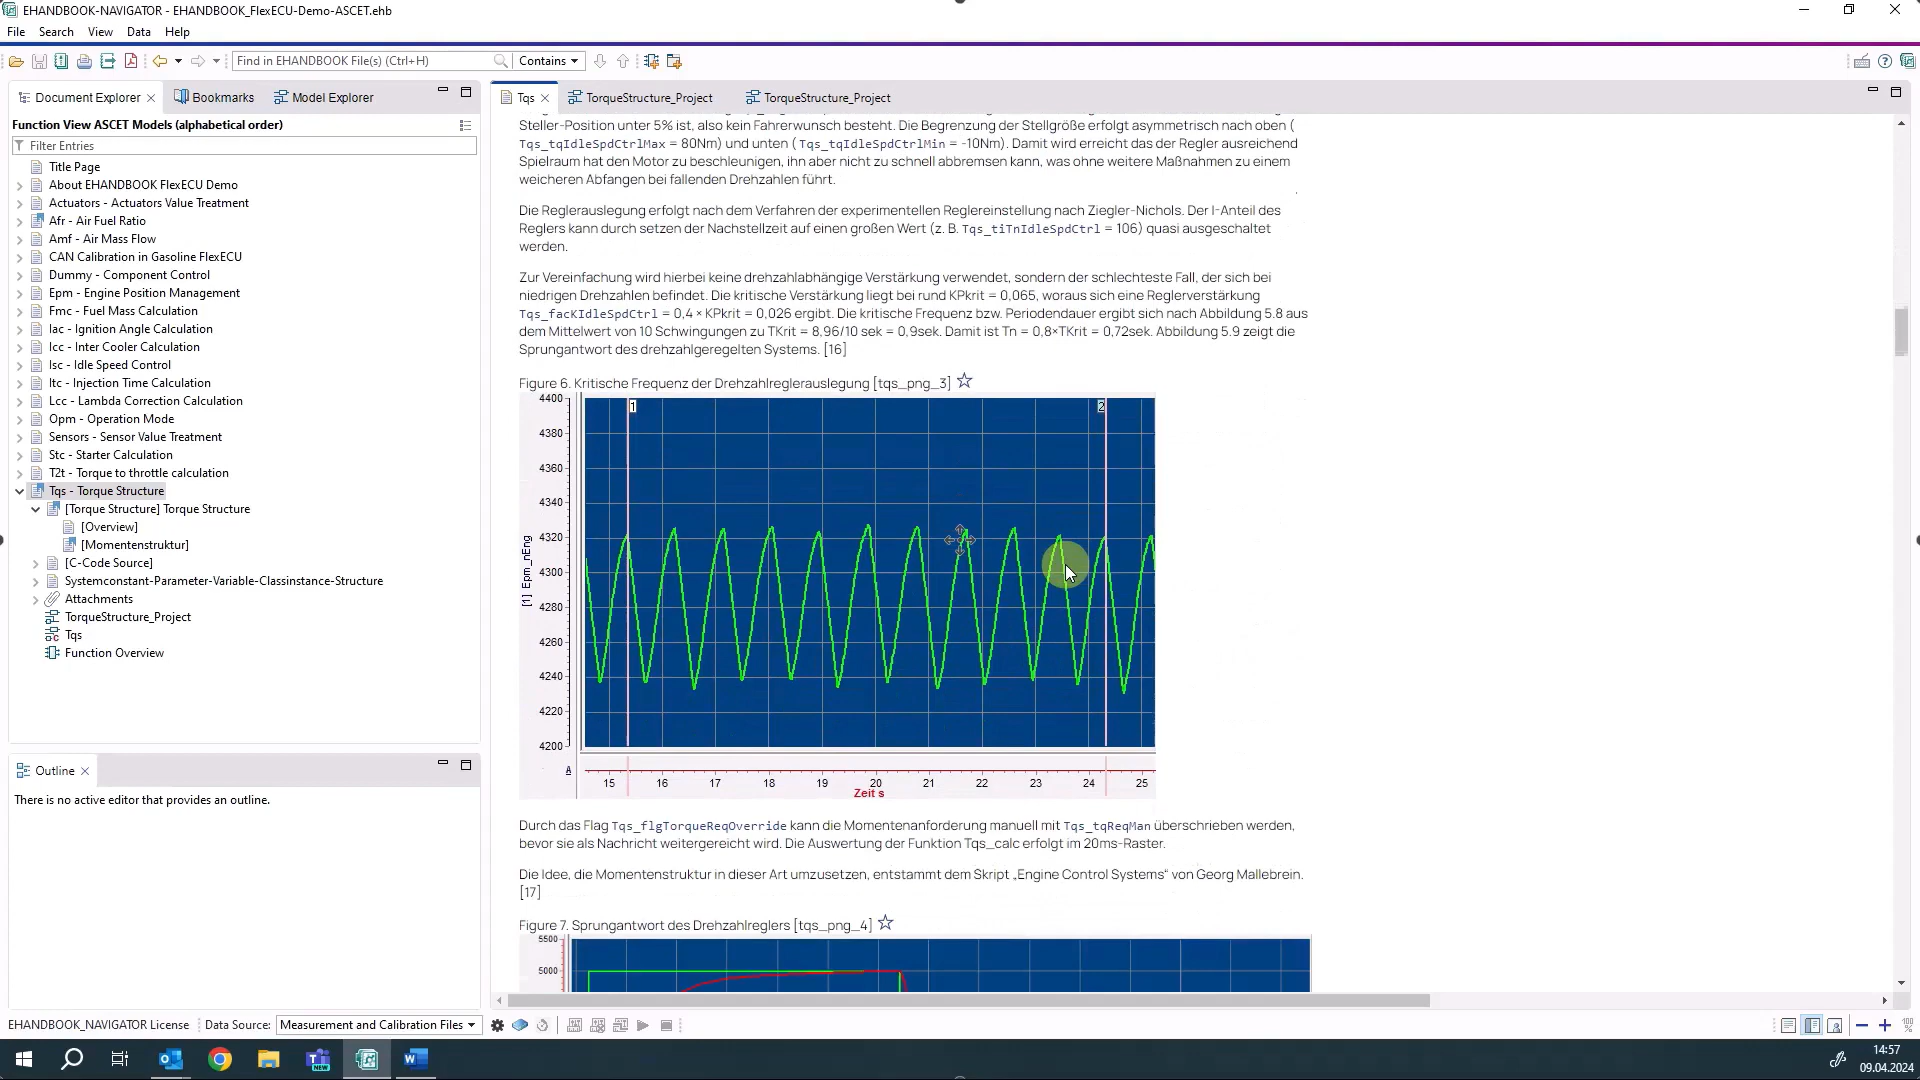 EHANDBOOK-NAVIGATOR - EHANDBOOK_FlexECU-Demo-ASCET.ehb
File Search View Data Help
Find in EHANDBOOK File(s) (Ctrl+H)
Contains
Document Explorer
Bookmarks
Model Explorer
Function View ASCET Models (alphabetical order)
Filter Entries
Title Page
About EHANDBOOK FlexECU Demo
Actuators - Actuators Value Treatment
Afr - Air Fuel Ratio
Amf - Air Mass Flow
CAN Calibration in Gasoline FlexECU
Dummy - Component Control
Epm - Engine Position Management
Fmc - Fuel Mass Calculation
Iac - Ignition Angle Calculation
Icc - Inter Cooler Calculation
Isc - Idle Speed Control
Itc - Injection Time Calculation
Lcc - Lambda Correction Calculation
Opm - Operation Mode
Sensors - Sensor Value Treatment
Stc - Starter Calculation
T2t - Torque to throttle calculation
Tqs - Torque Structure
[Torque Structure] Torque Structure
[Overview]
[Momentenstruktur]
[C-Code Source]
Systemconstant-Parameter-Variable-Classinstance-Structure
Attachments
TorqueStructure_Project
Tqs
Function Overview
Outline
There is no active editor that provides an outline.
Tqs
TorqueStructure_Project
TorqueStructure_Project
Steller-Position unter 5% ist, also kein Fahrerwunsch besteht. Die Begrenzung der Stellgröße erfolgt asymmetrisch nach oben (
Tqs_tqIdleSpdCtrlMax = 80Nm) und unten ( Tqs_tqIdleSpdCtrlMin = -10Nm). Damit wird erreicht das der Regler ausreichend
Spielraum hat den Motor zu beschleunigen, ihn aber nicht zu schnell abbremsen kann, was ohne weitere Maßnahmen zu einem
weicheren Abfangen bei fallenden Drehzahlen führt.
Die Reglerauslegung erfolgt nach dem Verfahren der experimentellen Reglereinstellung nach Ziegler-Nichols. Der I-Anteil des
Reglers kann durch setzen der Nachstellzeit auf einen großen Wert (z. B. Tqs_tiTnIdleSpdCtrl = 106) quasi ausgeschaltet
werden.
Zur Vereinfachung wird hierbei keine drehzahlabhängige Verstärkung verwendet, sondern der schlechteste Fall, der sich bei
niedrigen Drehzahlen befindet. Die kritische Verstärkung liegt bei rund KPkrit = 0,065, woraus sich eine Reglerverstärkung
Tqs_facKIdleSpdCtrl = 0,4 × KPkrit = 0,026 ergibt. Die kritische Frequenz bzw. Periodendauer ergibt sich nach Abbildung 5.8 aus
dem Mittelwert von 10 Schwingungen zu TKrit = 8,96/10 sek = 0,9sek. Damit ist Tn = 0,8×TKrit = 0,72sek. Abbildung 5.9 zeigt die
Sprungantwort des drehzahlgeregelten Systems. [16]
Figure 6. Kritische Frequenz der Drehzahlreglerauslegung [tqs_png_3]
1
2
4400
4380
4360
4340
4320
4300
4280
4260
4240
4220
4200
[1] Epm_nEng
A
15 16 17 18 19 20 21 22 23 24 25
Zeit s
Durch das Flag Tqs_flgTorqueReqOverride kann die Momentenanforderung manuell mit Tqs_tqReqMan überschrieben werden,
bevor sie als Nachricht weitergereicht wird. Die Auswertung der Funktion Tqs_calc erfolgt im 20ms-Raster.
Die Idee, die Momentenstruktur in dieser Art umzusetzen, entstammt dem Skript „Engine Control Systems“ von Georg Mallebrein.
[17]
Figure 7. Sprungantwort des Drehzahlreglers [tqs_png_4]
5500
5000
EHANDBOOK_NAVIGATOR License
Data Source:
Measurement and Calibration Files
100 %
NEW
14:57
09.04.2024